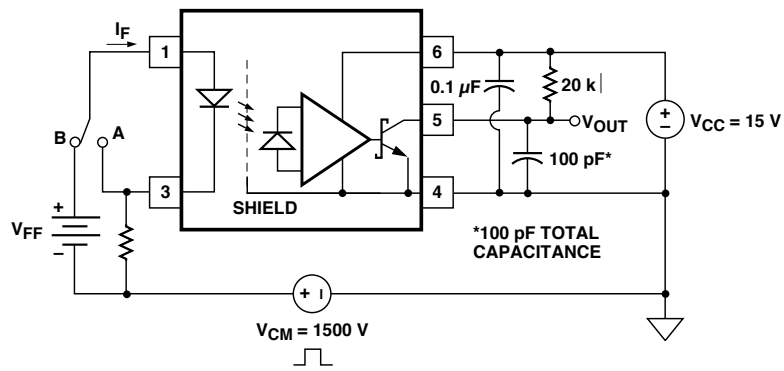 I_F
1
6
0.1 µF
20 k
B
A
5
V_OUT
+
−
V_CC = 15 V
100 pF*
3
4
SHIELD
+
V_FF
−
*100 pF TOTAL
CAPACITANCE
+
V_CM = 1500 V